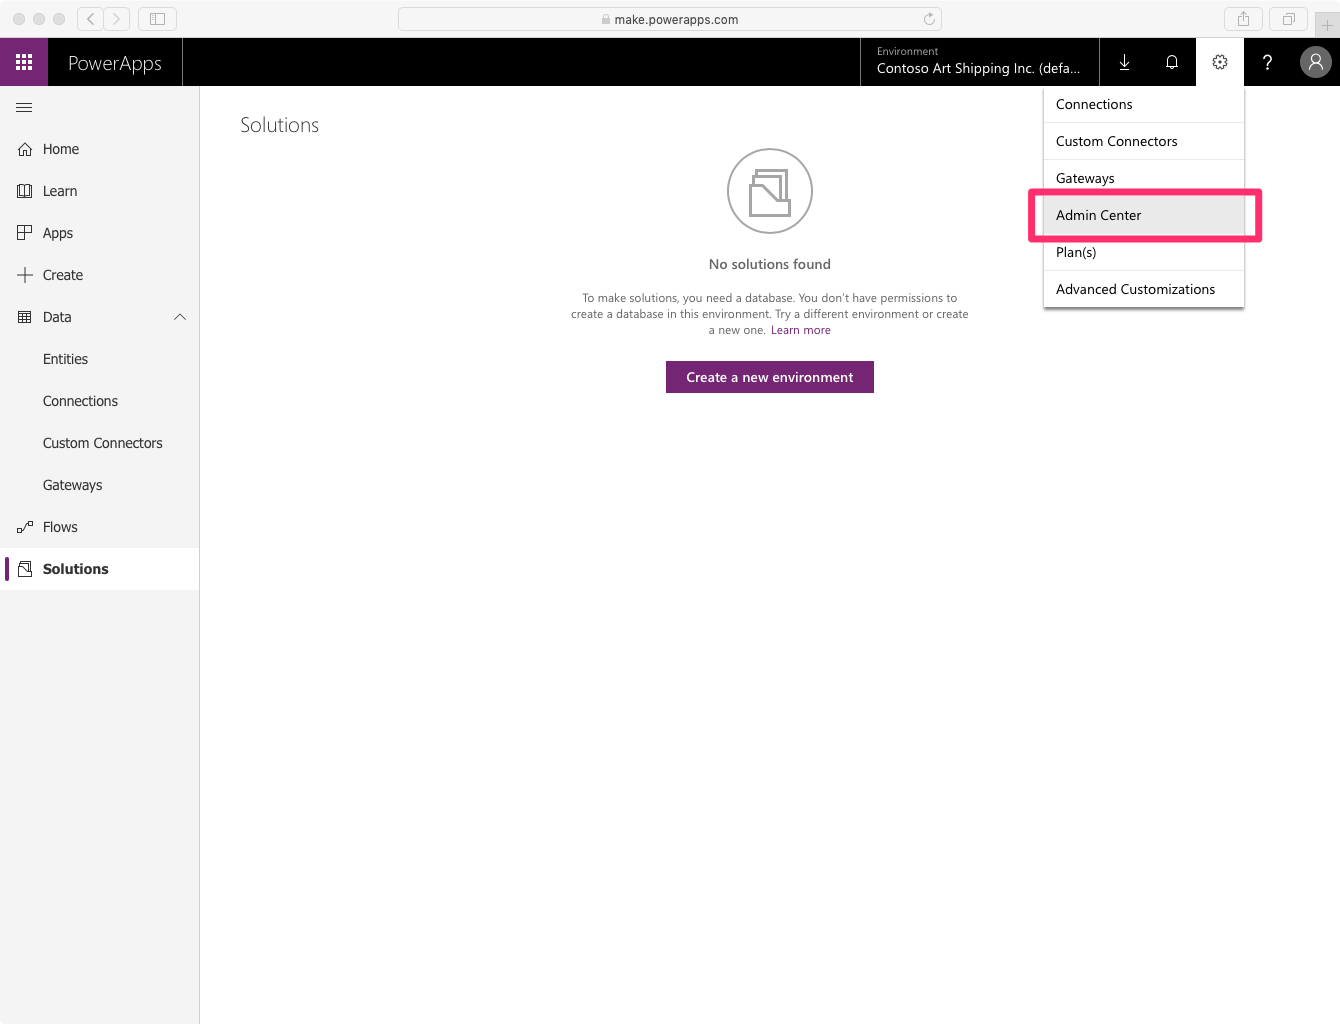 make.powerapps.com
PowerApps
Environment
Contoso Art Shipping Inc. (defa...
?
Home
Learn
Apps
Create
Data
Entities
Connections
Custom Connectors
Gateways
Flows
Solutions
Solutions
No solutions found
To make solutions, you need a database. You don't have permissions to
create a database in this environment. Try a different environment or create
a new one. Learn more
Create a new environment
Connections
Custom Connectors
Gateways
Admin Center
Plan(s)
Advanced Customizations